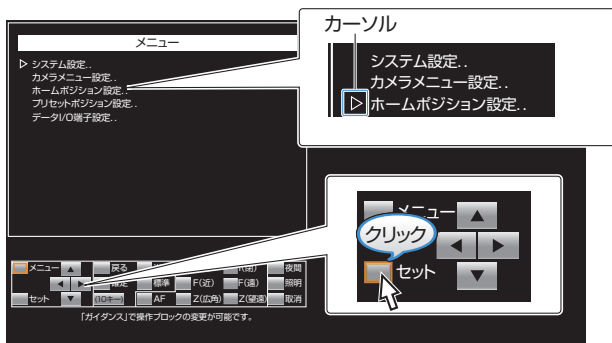 メニュー
システム設定..
カメラメニュー設定..
ホームポジション設定..
プリセットポジション設定..
データI/O端子設定..
カーソル
システム設定..
カメラメニュー設定..
ホームポジション設定..
メニュー
クリック
セット
メニュー 戻る 夜間
標準 F(近) F(遠) 照明
セット (10キー) AF Z(広角) Z(望遠) 取消
「ガイダンス」で操作ブロックの変更が可能です。